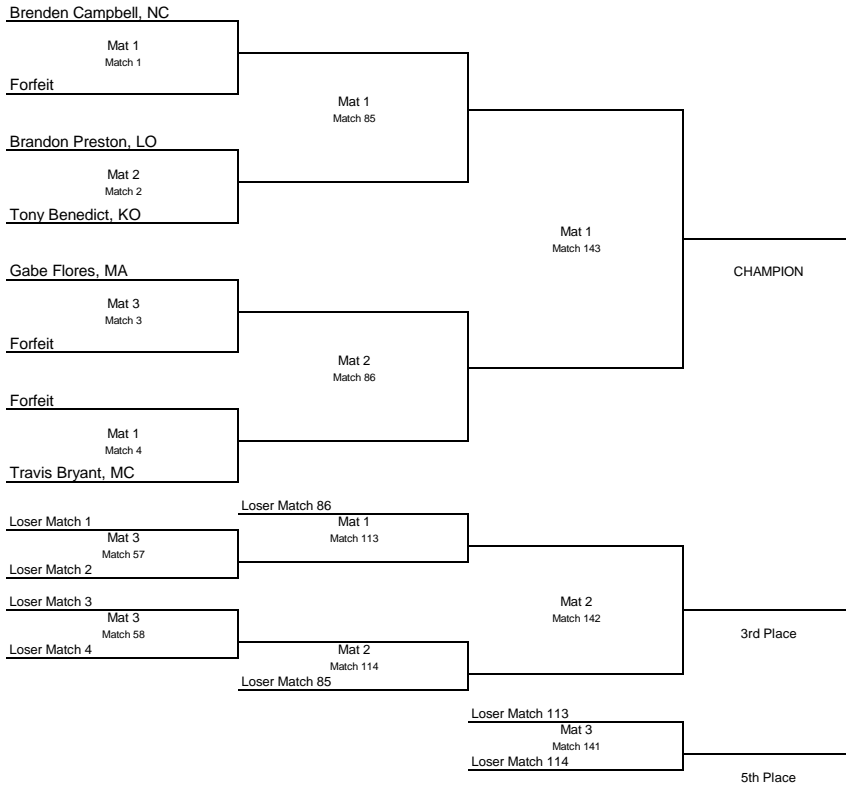 Brenden Campbell, NC
Mat 1
Match 1
Forfeit
Mat 1
Match 85
Brandon Preston, LO
Mat 2
Match 2
Tony Benedict, KO
Mat 1
Match 143
CHAMPION
Gabe Flores, MA
Mat 3
Match 3
Forfeit
Mat 2
Match 86
Forfeit
Mat 1
Match 4
Travis Bryant, MC
Loser Match 86
Loser Match 1
Mat 3
Match 57
Loser Match 2
Mat 1
Match 113
Loser Match 3
Mat 3
Match 58
Loser Match 4
Mat 2
Match 114
Loser Match 85
Mat 2
Match 142
3rd Place
Loser Match 113
Mat 3
Match 141
Loser Match 114
5th Place